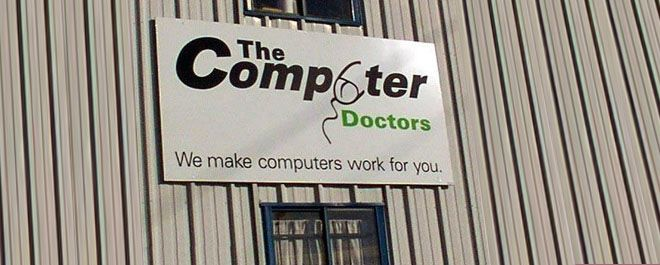 The
Computer
Doctors
We make computers work for you.